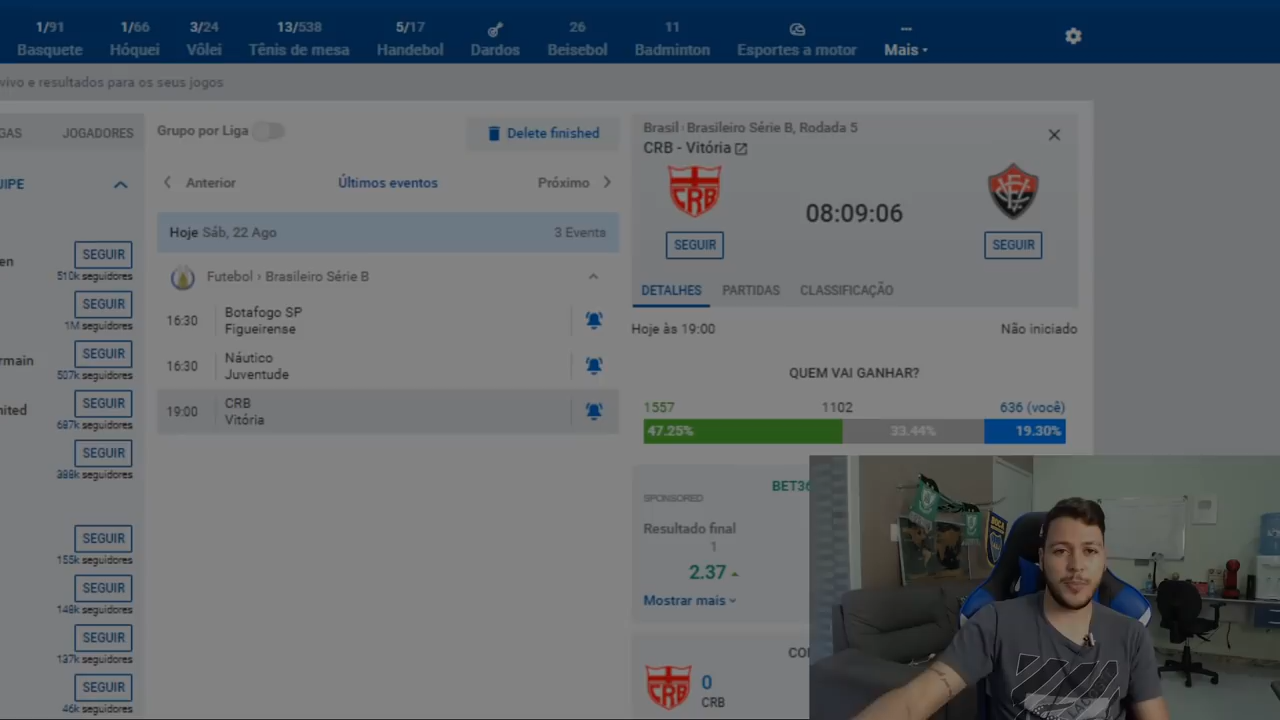 1/91
Basquete
1/66
Hóquei
3/24
Vôlei
13/538
Tênis de mesa
5/17
Handebol
Dardos
26
Beisebol
11
Badminton
Esportes a motor
Mais
vivo e resultados para os seus jogos
GAS
JOGADORES
UIPE
en
SEGUIR
510k seguidores
SEGUIR
1M seguidores
rmain
SEGUIR
507k seguidores
nited
SEGUIR
SEGUIR
SEGUIR
155k seguidores
SEGUIR
148k seguidores
SEGUIR
137k seguidores
SEGUIR
46k seguidores
Grupo por Liga
Delete finished
Anterior
Últimos eventos
Próximo
Hoje Sáb, 22 Ago
3 Events
Futebol › Brasileiro Série B
16:30
Botafogo SP
Figueirense
16:30
Náutico
Juventude
19:00
CRB
Vitória
Brasil › Brasileiro Série B, Rodada 5
CRB - Vitória
CRB
08:09:06
SEGUIR
SEGUIR
DETALHES
PARTIDAS
CLASSIFICAÇÃO
Hoje às 19:00
Não iniciado
QUEM VAI GANHAR?
1557
1102
636 (você)
47.25%
33.44%
19.30%
SPONSORED
BET36
Resultado final
1
2.37
Mostrar mais
CO
CRB
0
CRB
BOCA